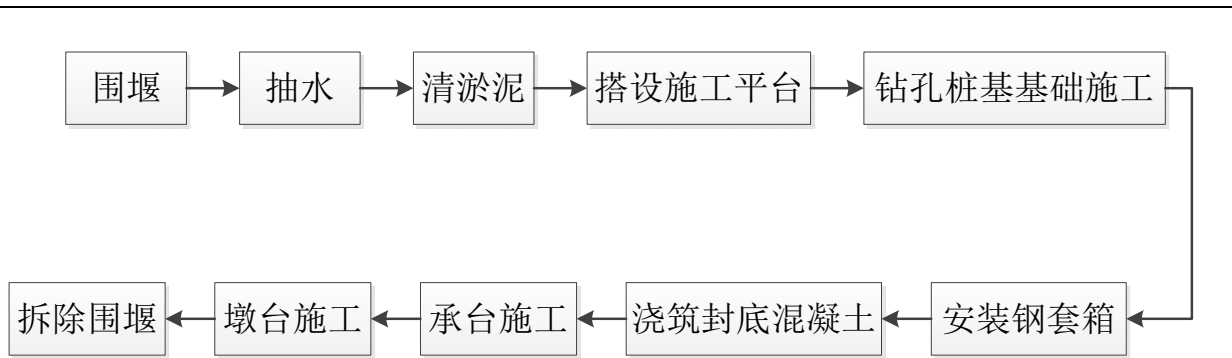 围堰
抽水
清淤泥
搭设施工平台
钻孔桩基基础施工
安装钢套箱
浇筑封底混凝土
承台施工
墩台施工
拆除围堰